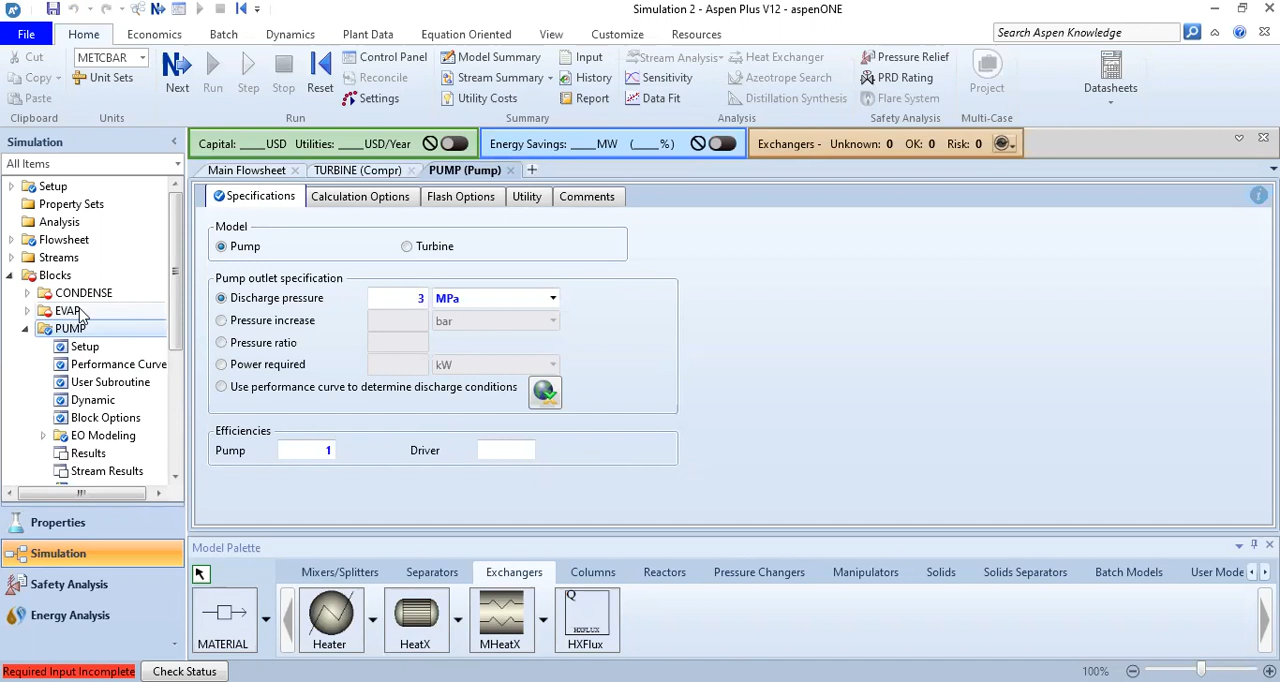 Simulation 2 - Aspen Plus V12 - aspenONE
File Home Economics Batch Dynamics Plant Data Equation Oriented View Customize Resources Search Aspen Knowledge
Cut METCBAR Control Panel Model Summary Input Stream Analysis Heat Exchanger Pressure Relief
Copy Unit Sets Reconcile Stream Summary History Sensitivity Azeotrope Search PRD Rating
Next Run Step Stop Reset Project Datasheets
Paste Settings Utility Costs Report Data Fit Distillation Synthesis Flare System
Clipboard Units Run Summary Analysis Safety Analysis Multi-Case
Simulation
Capital: ____USD Utilities: ____USD/Year Energy Savings: ____MW (____%) Exchangers - Unknown: 0 OK: 0 Risk: 0
All Items
Main Flowsheet TURBINE (Compr) PUMP (Pump)
Setup
Property Sets
Analysis
Flowsheet
Streams
Blocks
CONDENSE
EVAP
PUMP
Setup
Performance Curve
User Subroutine
Dynamic
Block Options
EO Modeling
Results
Stream Results
Properties
Simulation
Safety Analysis
Energy Analysis
Specifications Calculation Options Flash Options Utility Comments
Model
Pump Turbine
Pump outlet specification
Discharge pressure 3 MPa
Pressure increase bar
Pressure ratio
Power required kW
Use performance curve to determine discharge conditions
Efficiencies
Pump 1 Driver
Model Palette
Mixers/Splitters Separators Exchangers Columns Reactors Pressure Changers Manipulators Solids Solids Separators Batch Models User Mode
Q
HXFLUX
MATERIAL Heater HeatX MHeatX HXFlux
Required Input Incomplete Check Status 100%